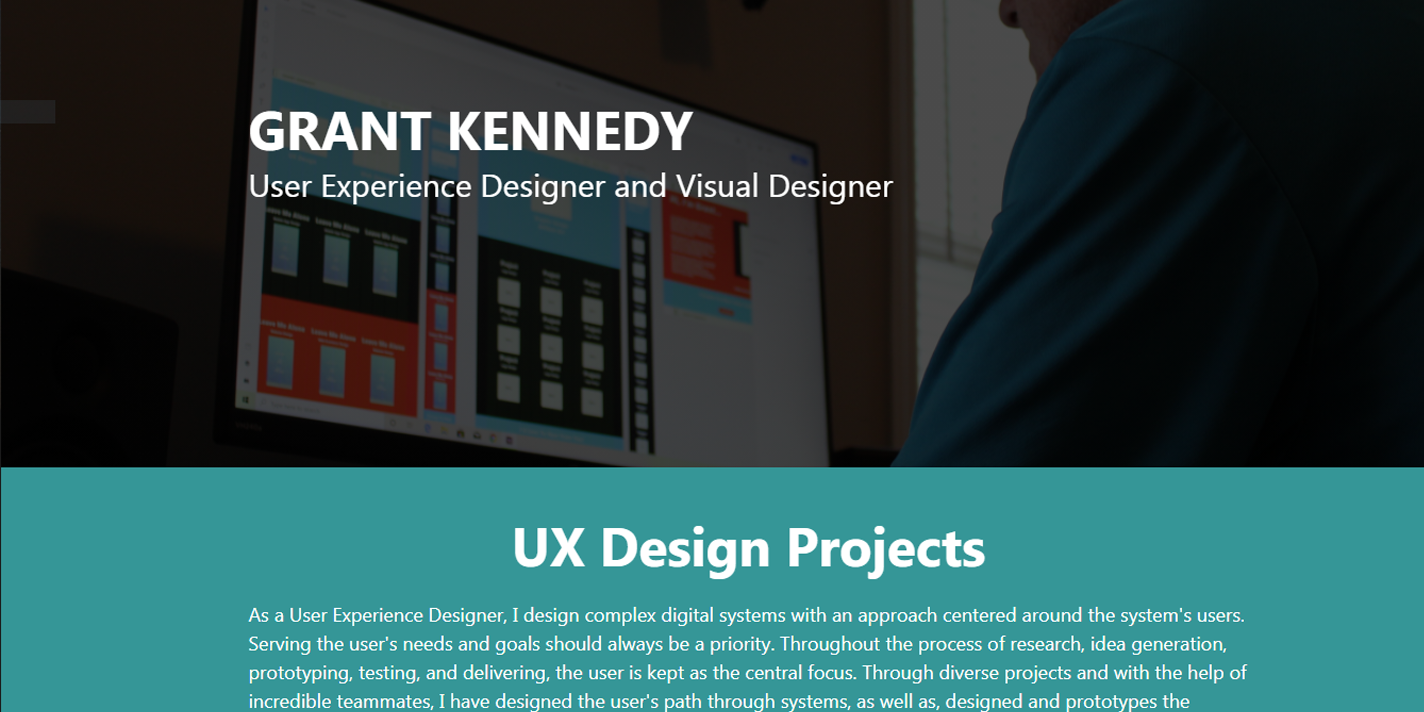 GRANT KENNEDY
User Experience Designer and Visual Designer
UX Design Projects
As a User Experience Designer, I design complex digital systems with an approach centered around the system's users.
Serving the user's needs and goals should always be a priority. Throughout the process of research, idea generation,
prototyping, testing, and delivering, the user is kept as the central focus. Through diverse projects and with the help of
incredible teammates, I have designed the user's path through systems, as well as, designed and prototypes the